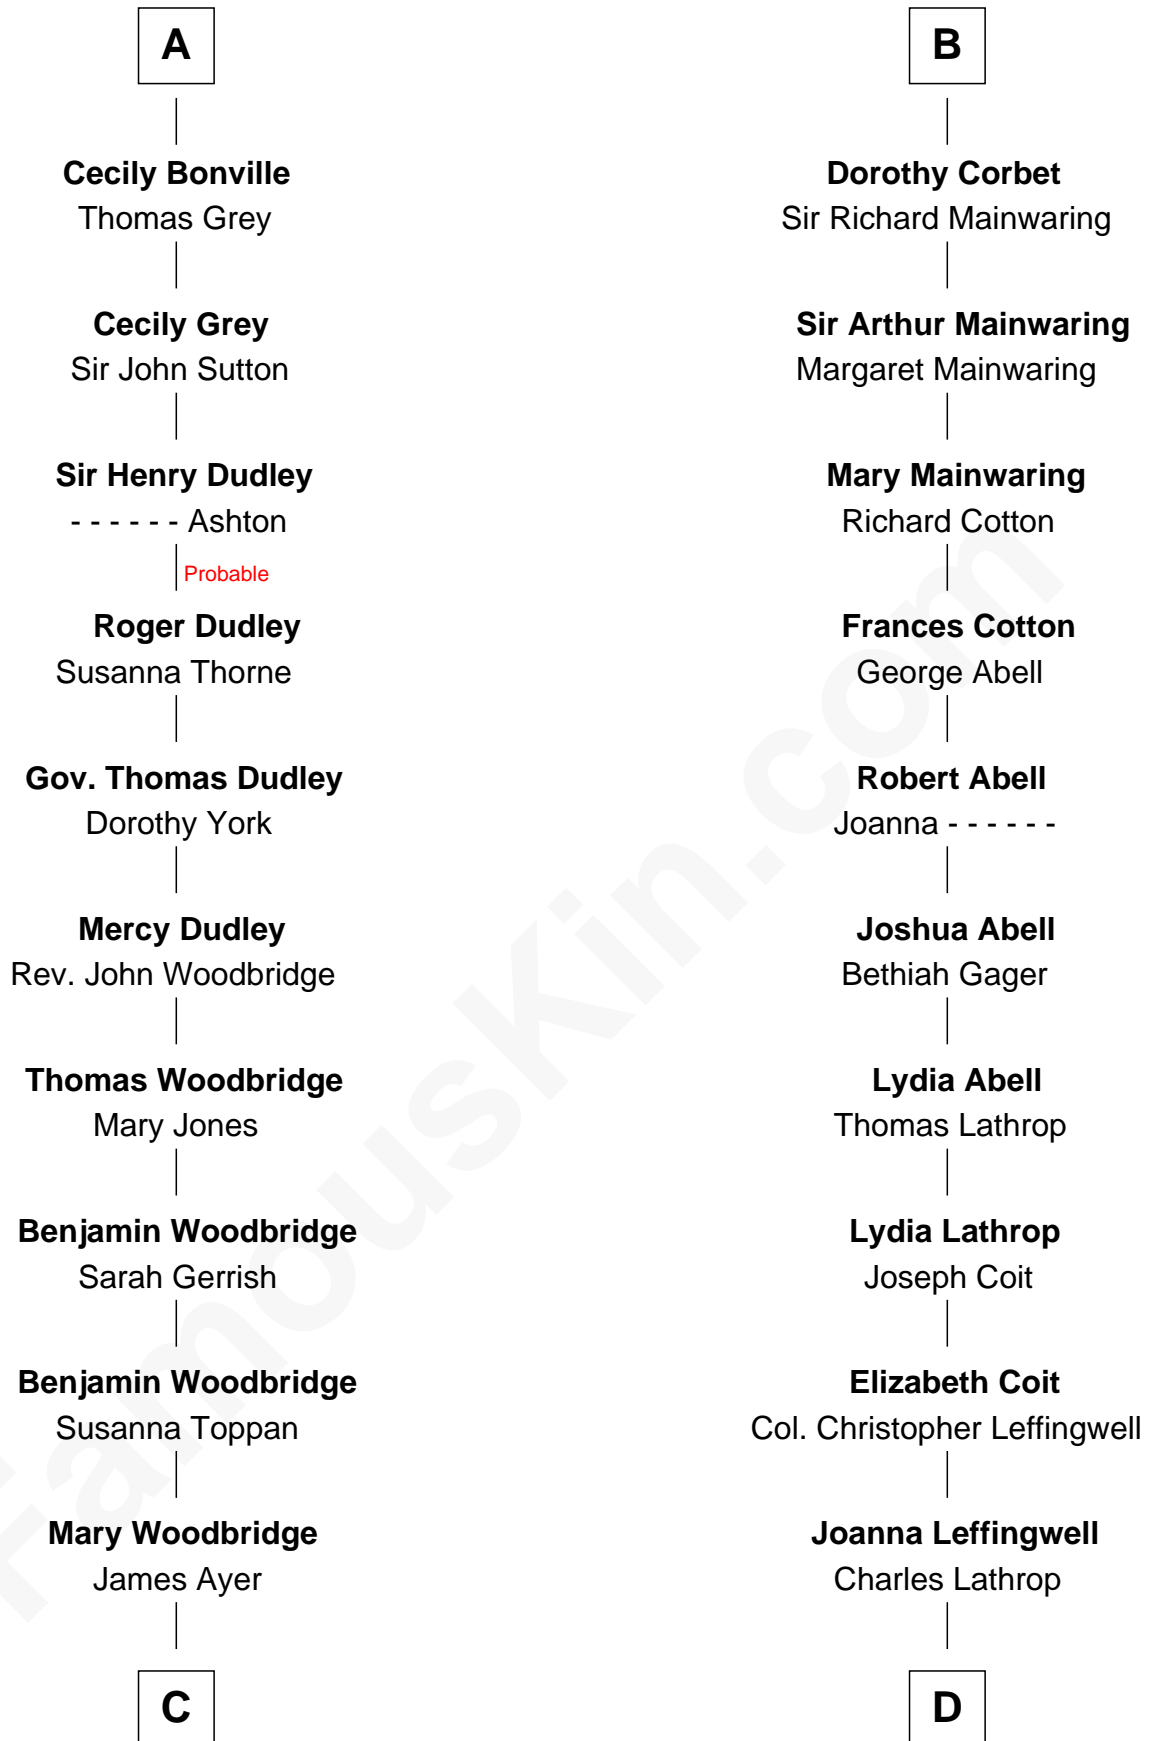 A
Cecily Bonville
Thomas Grey
Cecily Grey
Sir John Sutton
Sir Henry Dudley
- - - - - - Ashton
Probable
Roger Dudley
Susanna Thorne
Gov. Thomas Dudley
Dorothy York
Mercy Dudley
Rev. John Woodbridge
Thomas Woodbridge
Mary Jones
Benjamin Woodbridge
Sarah Gerrish
Benjamin Woodbridge
Susanna Toppan
Mary Woodbridge
James Ayer
C
B
Dorothy Corbet
Sir Richard Mainwaring
Sir Arthur Mainwaring
Margaret Mainwaring
Mary Mainwaring
Richard Cotton
Frances Cotton
George Abell
Robert Abell
Joanna - - - - - -
Joshua Abell
Bethiah Gager
Lydia Abell
Thomas Lathrop
Lydia Lathrop
Joseph Coit
Elizabeth Coit
Col. Christopher Leffingwell
Joanna Leffingwell
Charles Lathrop
D
FamousKin.com